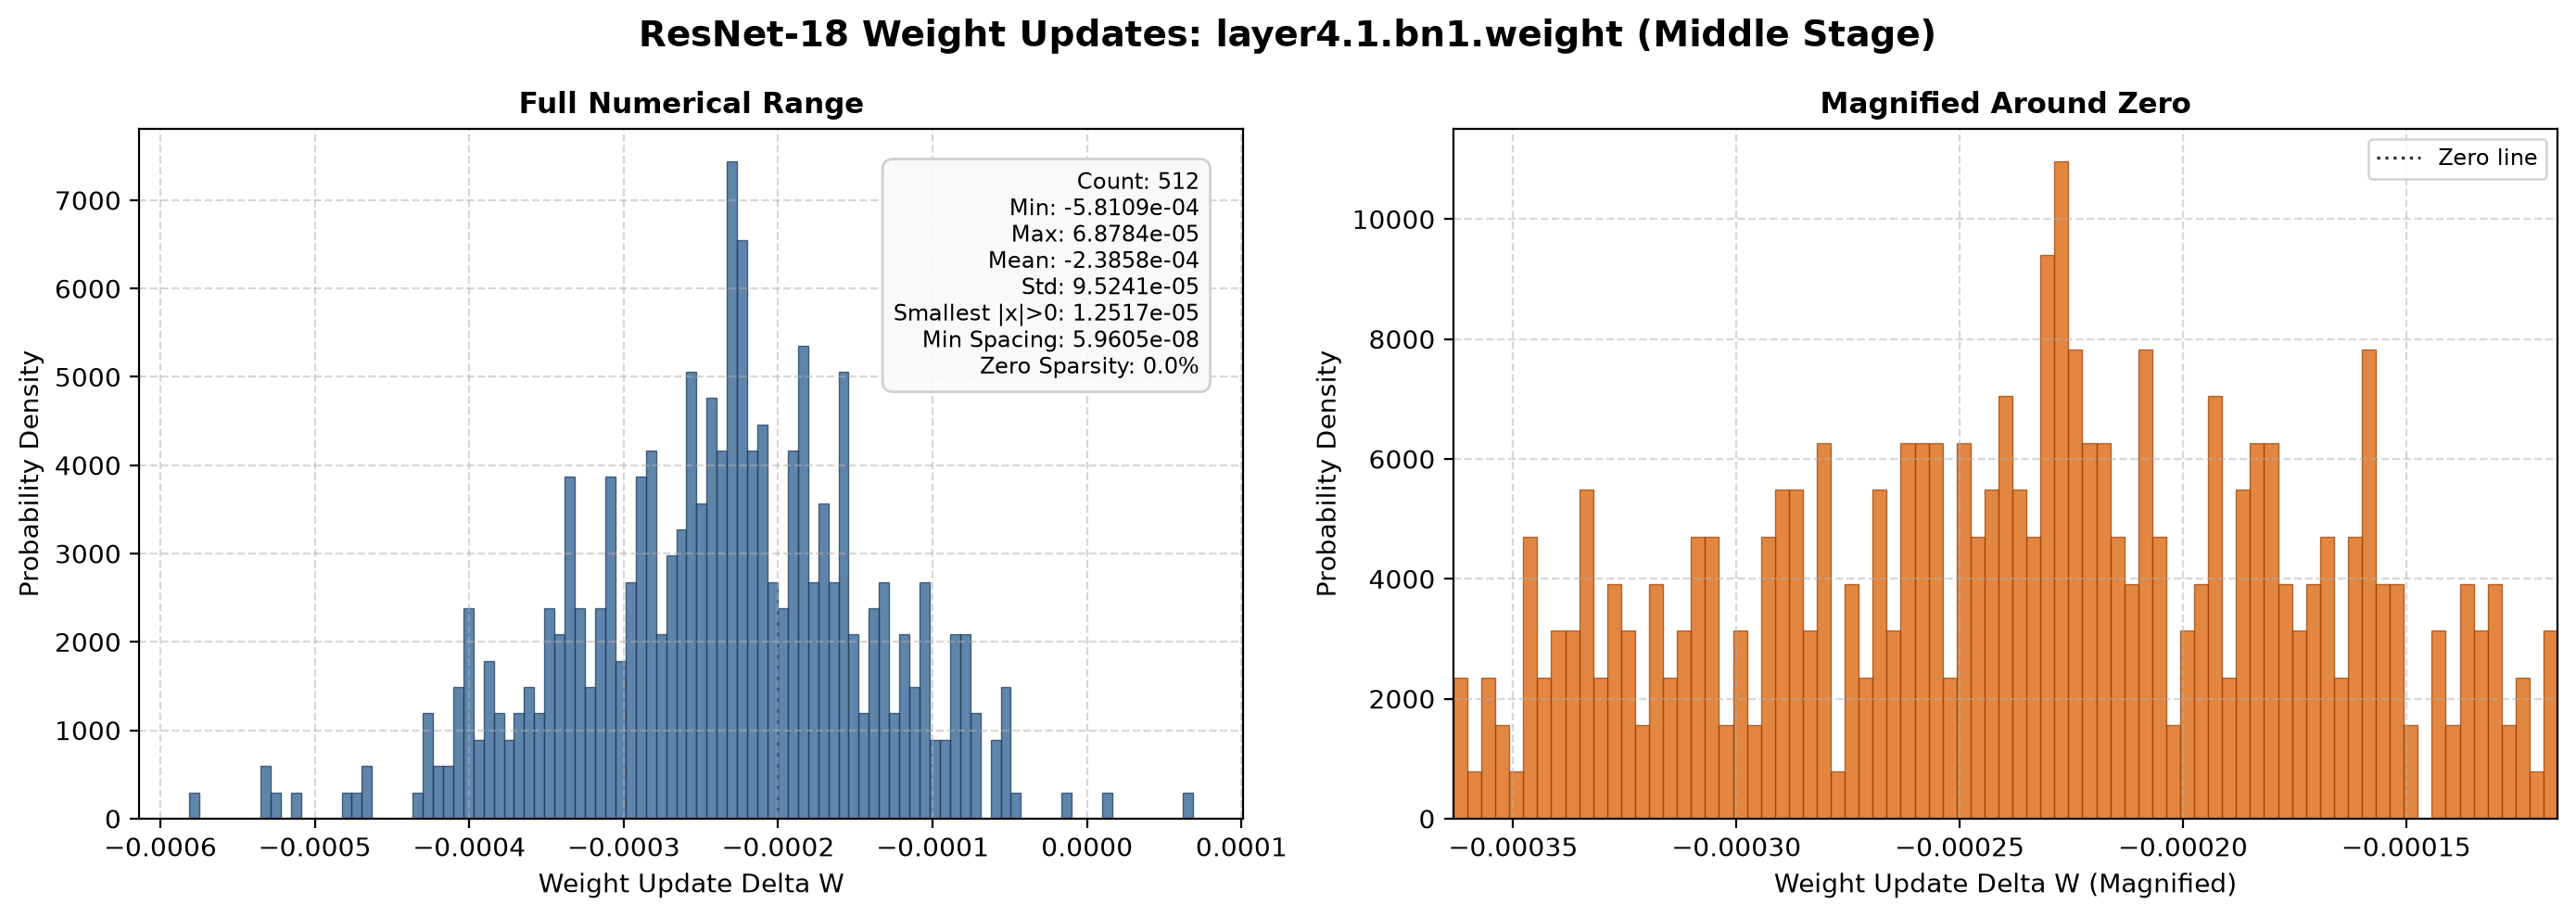 ResNet-18 Weight Updates: layer4.1.bn1.weight (Middle Stage)
Full Numerical Range
Probability Density
7000
6000
5000
4000
3000
2000
1000
0
Count: 512
Min: -5.8109e-04
Max: 6.8784e-05
Mean: -2.3858e-04
Std: 9.5241e-05
Smallest |x|>0: 1.2517e-05
Min Spacing: 5.9605e-08
Zero Sparsity: 0.0%
−0.0006 −0.0005 −0.0004 −0.0003 −0.0002 −0.0001 0.0000 0.0001
Weight Update Delta W
Magnified Around Zero
Probability Density
10000
8000
6000
4000
2000
0
Zero line
−0.00035 −0.00030 −0.00025 −0.00020 −0.00015
Weight Update Delta W (Magnified)